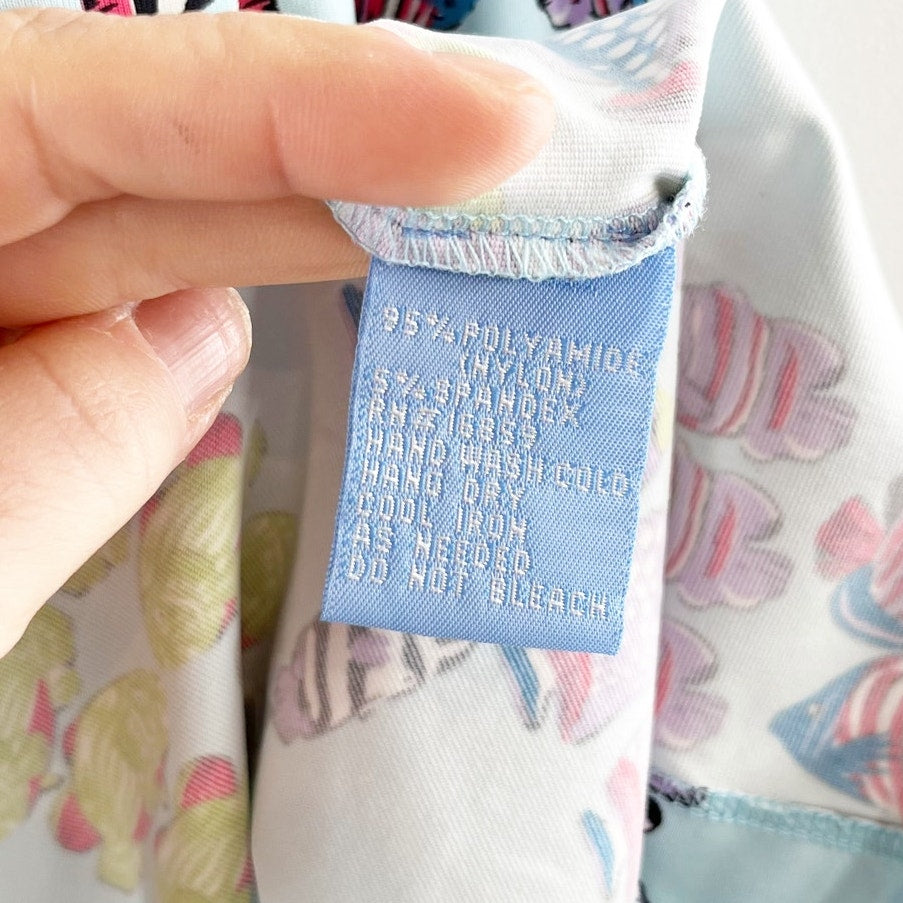 95% POLYAMIDE
(NYLON)
5% SPANDEX
RN# 16859
HAND WASH COLD
HANG DRY
COOL IRON
AS NEEDED
DO NOT BLEACH